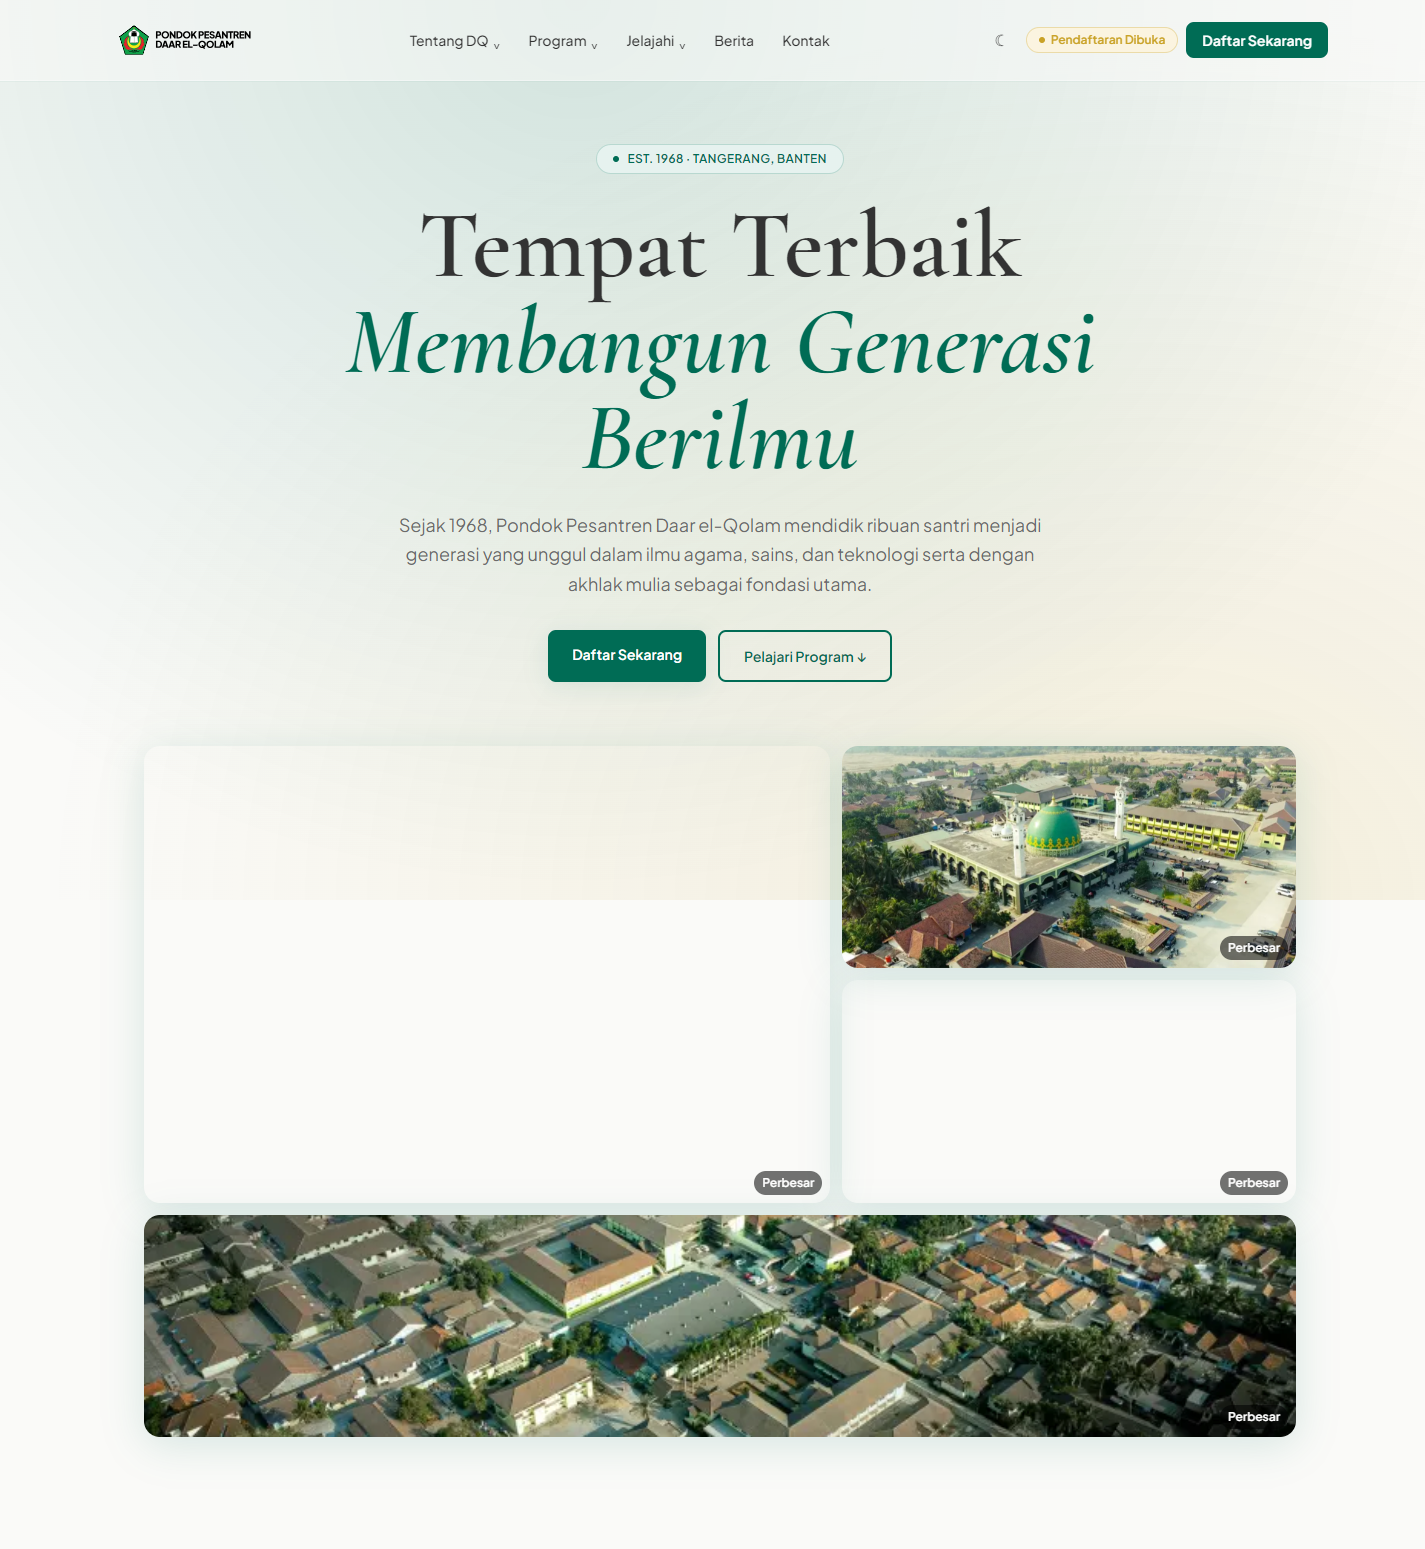 PONDOK PESANTREN
DAAR EL-QOLAM
Tentang DQ
Program
Jelajahi
Berita
Kontak
Pendaftaran Dibuka
Daftar Sekarang
EST. 1968 · TANGERANG, BANTEN
Tempat Terbaik
Membangun Generasi
Berilmu
Sejak 1968, Pondok Pesantren Daar el-Qolam mendidik ribuan santri menjadi
generasi yang unggul dalam ilmu agama, sains, dan teknologi serta dengan
akhlak mulia sebagai fondasi utama.
Daftar Sekarang
Pelajari Program ↓
Perbesar
Perbesar
Perbesar
Perbesar